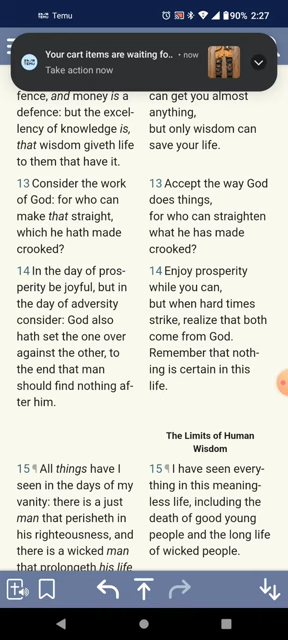 Temu
90% 2:27
Your cart items are waiting fo.. • now
Take action now
fence, and money is a
defence: but the excel-
lency of knowledge is,
that wisdom giveth life
to them that have it.
13 Consider the work
of God: for who can
make that straight,
which he hath made
crooked?
14 In the day of pros-
perity be joyful, but in
the day of adversity
consider: God also
hath set the one over
against the other, to
the end that man
should find nothing af-
ter him.
15 ¶ All things have I
seen in the days of my
vanity: there is a just
man that perisheth in
his righteousness, and
there is a wicked man
that prolongeth his life
can get you almost
anything,
but only wisdom can
save your life.
13 Accept the way God
does things,
for who can straighten
what he has made
crooked?
14 Enjoy prosperity
while you can,
but when hard times
strike, realize that both
come from God.
Remember that noth-
ing is certain in this
life.
The Limits of Human
Wisdom
15 ¶ I have seen every-
thing in this meaning-
less life, including the
death of good young
people and the long life
of wicked people.